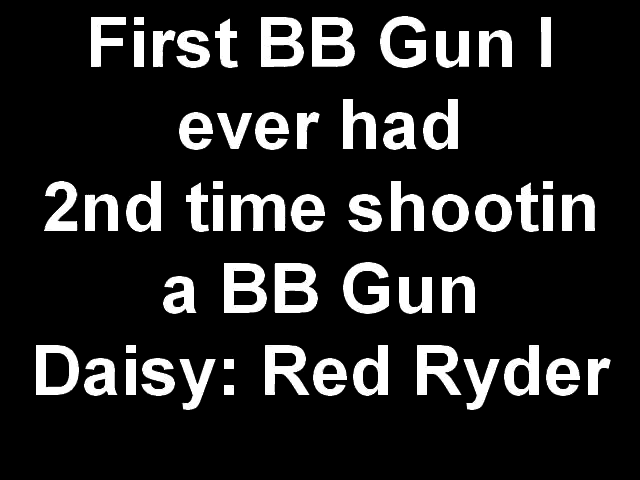 First BB Gun I
ever had
2nd time shootin
a BB Gun
Daisy: Red Ryder